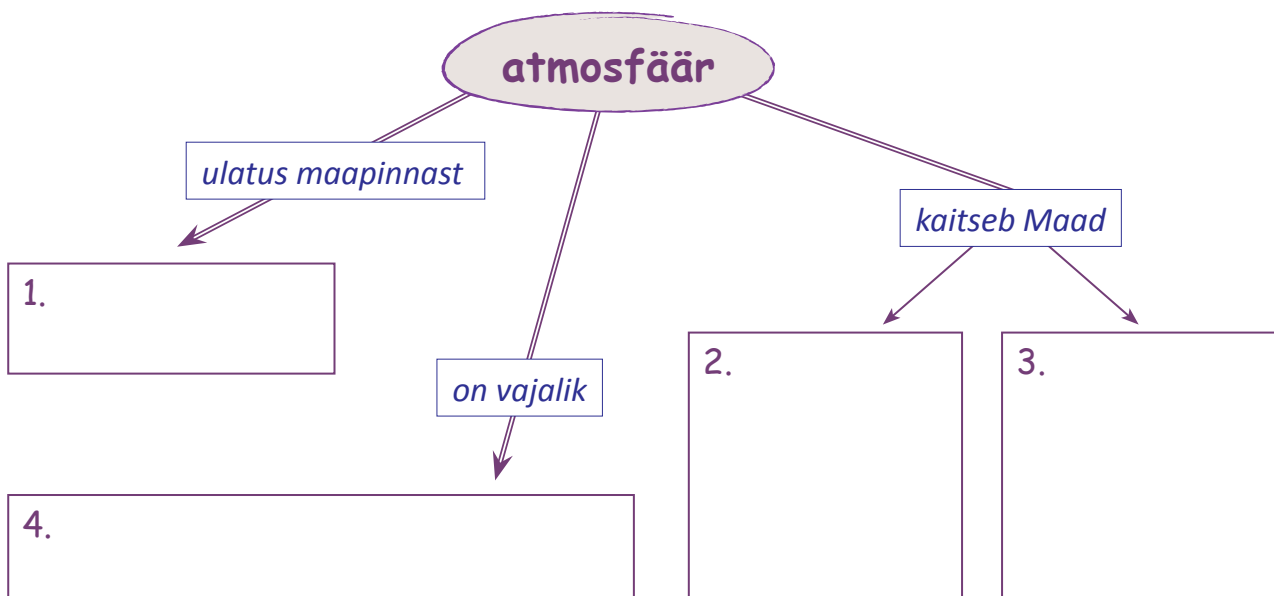 atmosfäär
ulatus maapinnast
kaitseb Maad
1.
on vajalik
2.
3.
4.